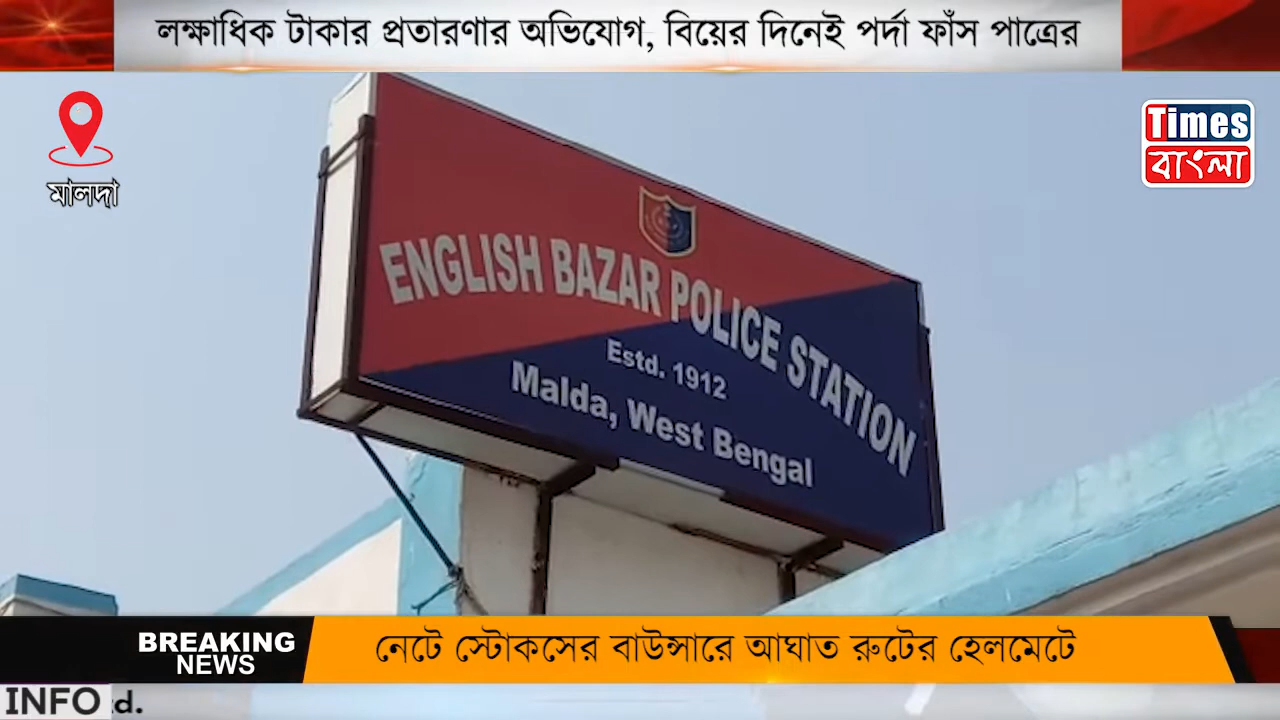 লক্ষাধিক টাকার প্রতারণার অভিযোগ, বিয়ের দিনেই পর্দা ফাঁস পাত্রের
মালদা
Times
বাংলা
ENGLISH BAZAR POLICE STATION
Estd. 1912
Malda, West Bengal
BREAKING
NEWS
নেটে স্টোকসের বাউন্সারে আঘাত রুটের হেলমেটে
INFO